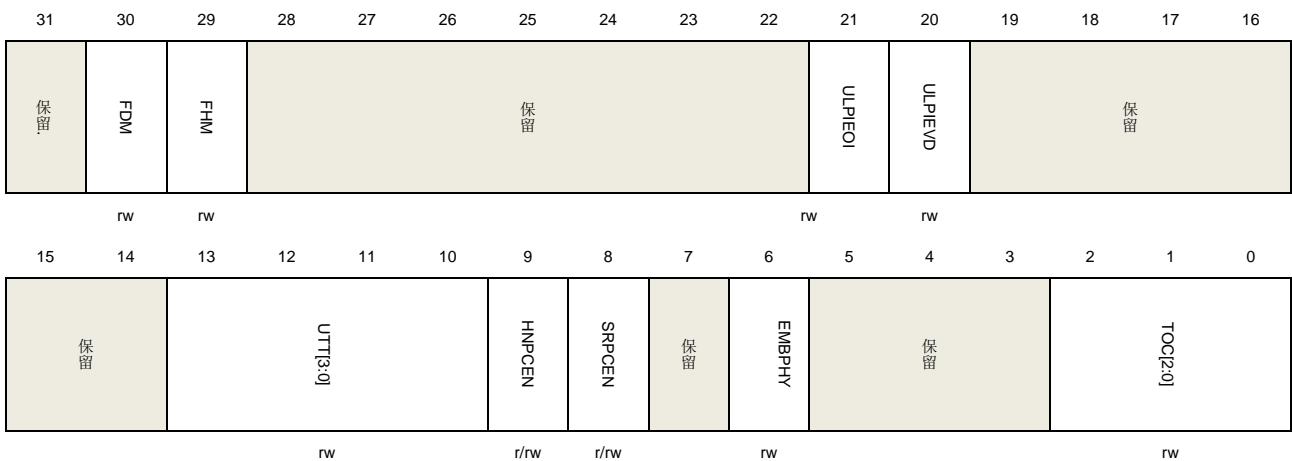 31 30 29 28 27 26 25 24 23 22 21 20 19 18 17 16
保留. FDM FHM 保留 ULPIEOI ULPIEVD 保留
rw rw rw rw
15 14 13 12 11 10 9 8 7 6 5 4 3 2 1 0
保留 UTT[3:0] HNPCEN SRPCEN 保留 EMBPHY 保留 TOC[2:0]
rw r/rw r/rw rw rw